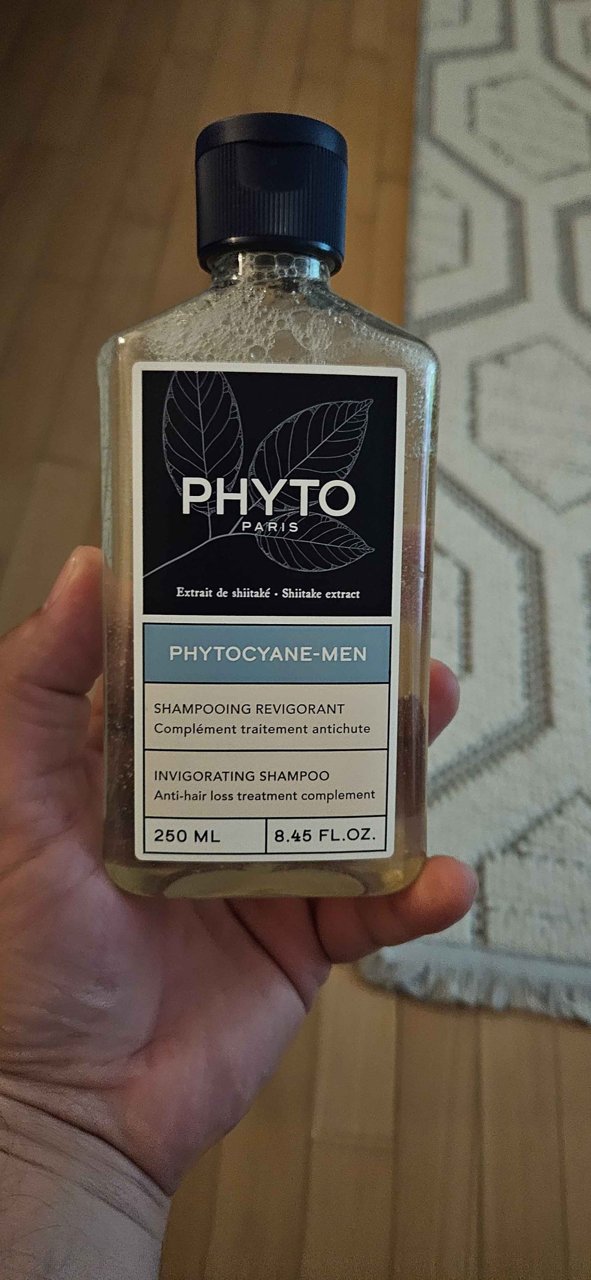 PHYTO
PARIS
Extrait de shiitaké • Shiitake extract
PHYTOCYANE-MEN
SHAMPOOING REVIGORANT
Complément traitement antichute
INVIGORATING SHAMPOO
Anti-hair loss treatment complement
250 ML
8.45 FL.OZ.